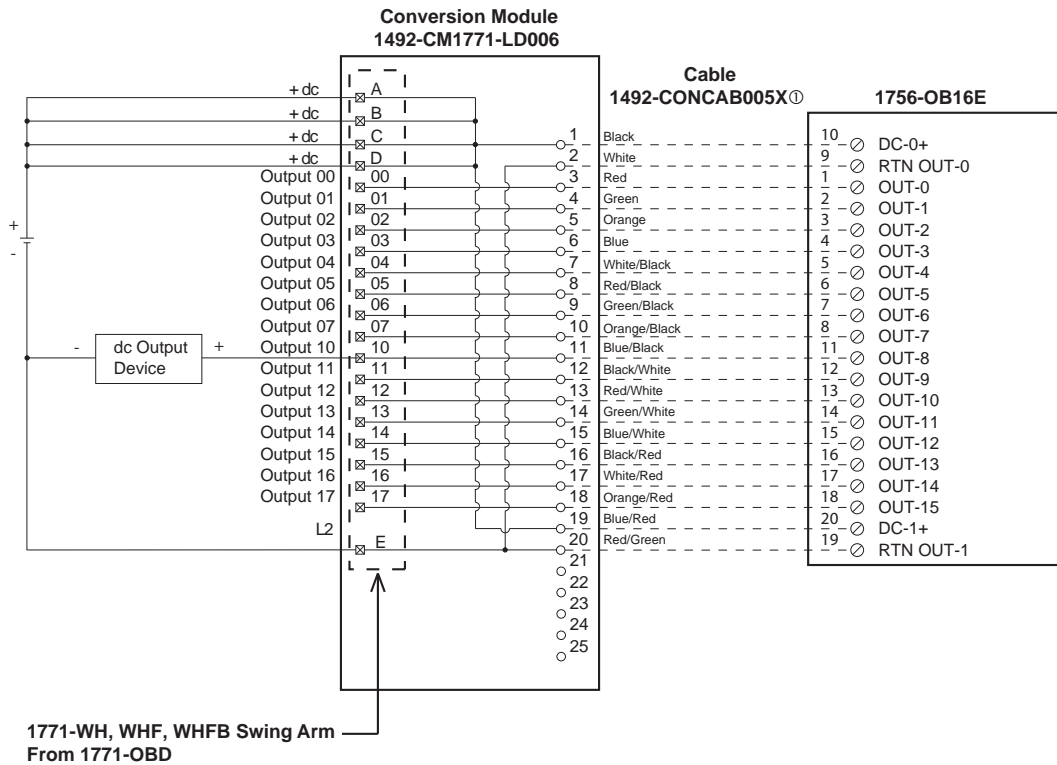 Conversion Module
1492-CM1771-LD006
Cable
1492-CONCAB005X①
1756-OB16E
+ dc A
+ dc B
+ dc C 1 Black 10 DC-0+
+ dc D 2 White 9 RTN OUT-0
Output 00 00 3 Red 1 OUT-0
Output 01 01 4 Green 2 OUT-1
Output 02 02 5 Orange 3 OUT-2
Output 03 03 6 Blue 4 OUT-3
Output 04 04 7 White/Black 5 OUT-4
Output 05 05 8 Red/Black 6 OUT-5
Output 06 06 9 Green/Black 7 OUT-6
Output 07 07 10 Orange/Black 8 OUT-7
Output 10 10 11 Blue/Black 11 OUT-8
Output 11 11 12 Black/White 12 OUT-9
Output 12 12 13 Red/White 13 OUT-10
Output 13 13 14 Green/White 14 OUT-11
Output 14 14 15 Blue/White 15 OUT-12
Output 15 15 16 Black/Red 16 OUT-13
Output 16 16 17 White/Red 17 OUT-14
Output 17 17 18 Orange/Red 18 OUT-15
19 Blue/Red 20 DC-1+
L2 E 20 Red/Green 19 RTN OUT-1
21
22
23
24
25
+
-
- dc Output +
Device
1771-WH, WHF, WHFB Swing Arm
From 1771-OBD